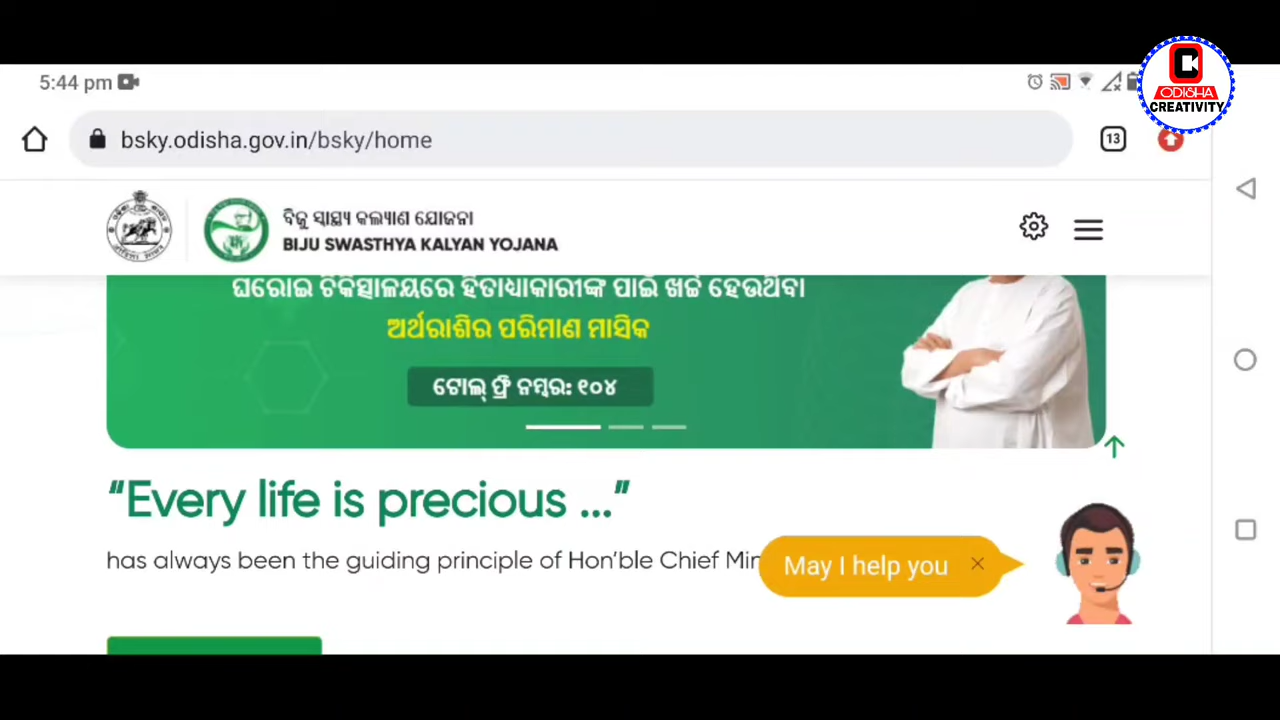 5:44 pm
ODISHA
CREATIVITY
bsky.odisha.gov.in/bsky/home
13
ବିଜୁ ସ୍ୱାସ୍ଥ୍ୟ କଲ୍ୟାଣ ଯୋଜନା
BIJU SWASTHYA KALYAN YOJANA
ଘରୋଇ ଚିକିତ୍ସାଳୟରେ ହିତାଧିକାରୀଙ୍କ ପାଇଁ ଖର୍ଚ୍ଚ ହେଉଥିବା
ଅର୍ଥରାଶିର ପରିମାଣ ମାସିକ
ଟୋଲ୍ ଫ୍ରି ନମ୍ବର: ୧୦୪
“Every life is precious ...”
has always been the guiding principle of Hon’ble Chief Min
May I help you